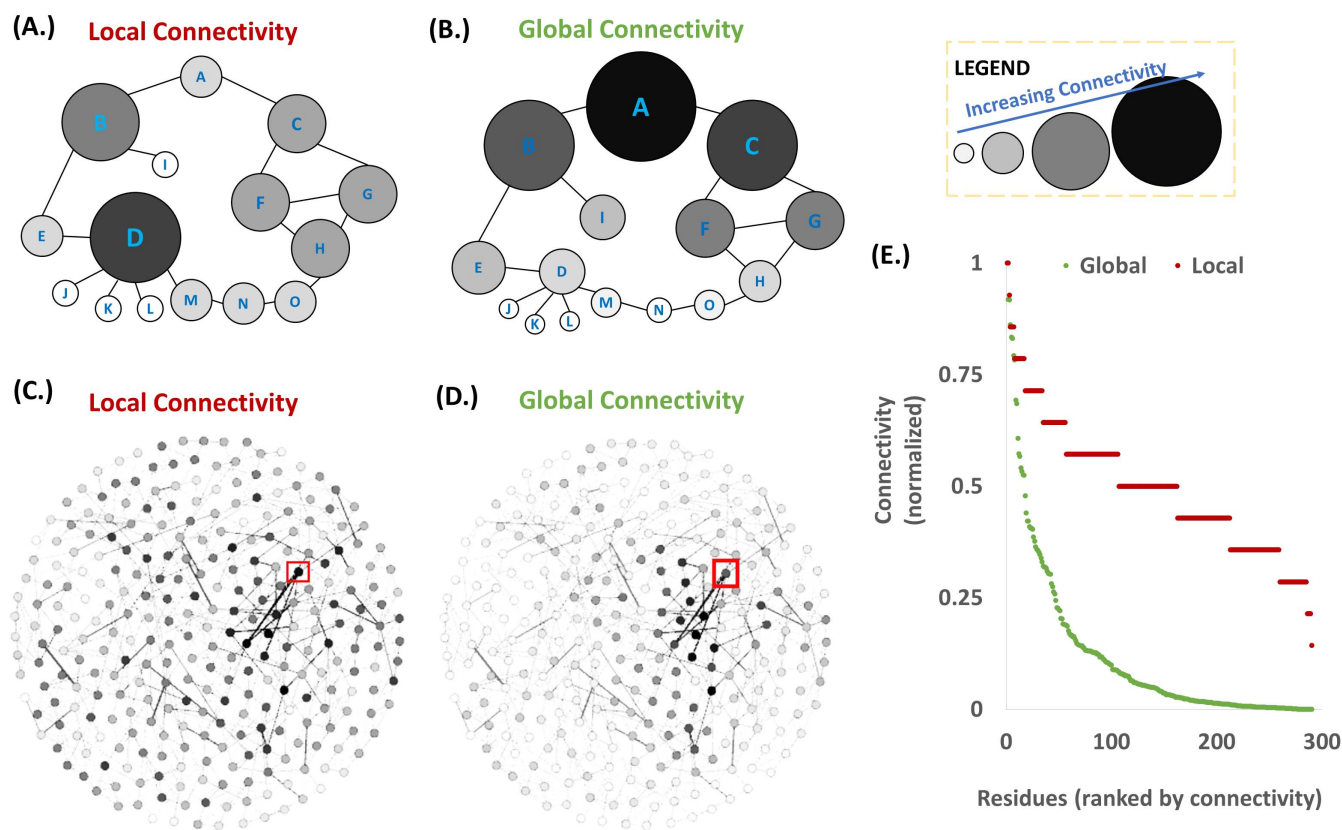 (A.) Local Connectivity
A
B
C
I
F
G
E
D
H
J
K
L
M
N
O
(B.) Global Connectivity
A
B
C
I
F
G
E
D
H
J
K
L
M
N
O
LEGEND
Increasing Connectivity
(C.) Local Connectivity
(D.) Global Connectivity
(E.)
Global Local
1
0.75
0.5
0.25
0
Connectivity
(normalized)
0 100 200 300
Residues (ranked by connectivity)